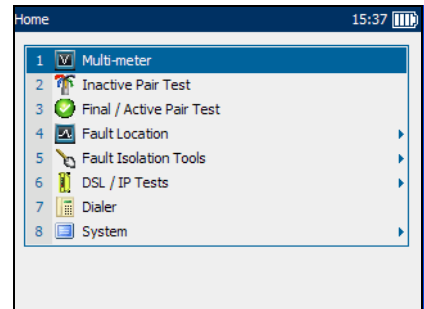 Home 15:37
1 Multi-meter
2 Inactive Pair Test
3 Final / Active Pair Test
4 Fault Location
5 Fault Isolation Tools
6 DSL / IP Tests
7 Dialer
8 System